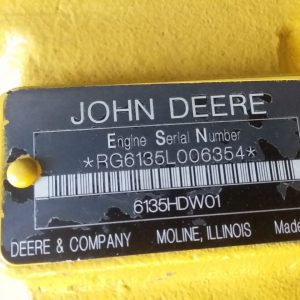 JOHN DEERE
Engine Serial Number
*RG6135L006354*
6135HDW01
DEERE & COMPANY MOLINE, ILLINOIS Made